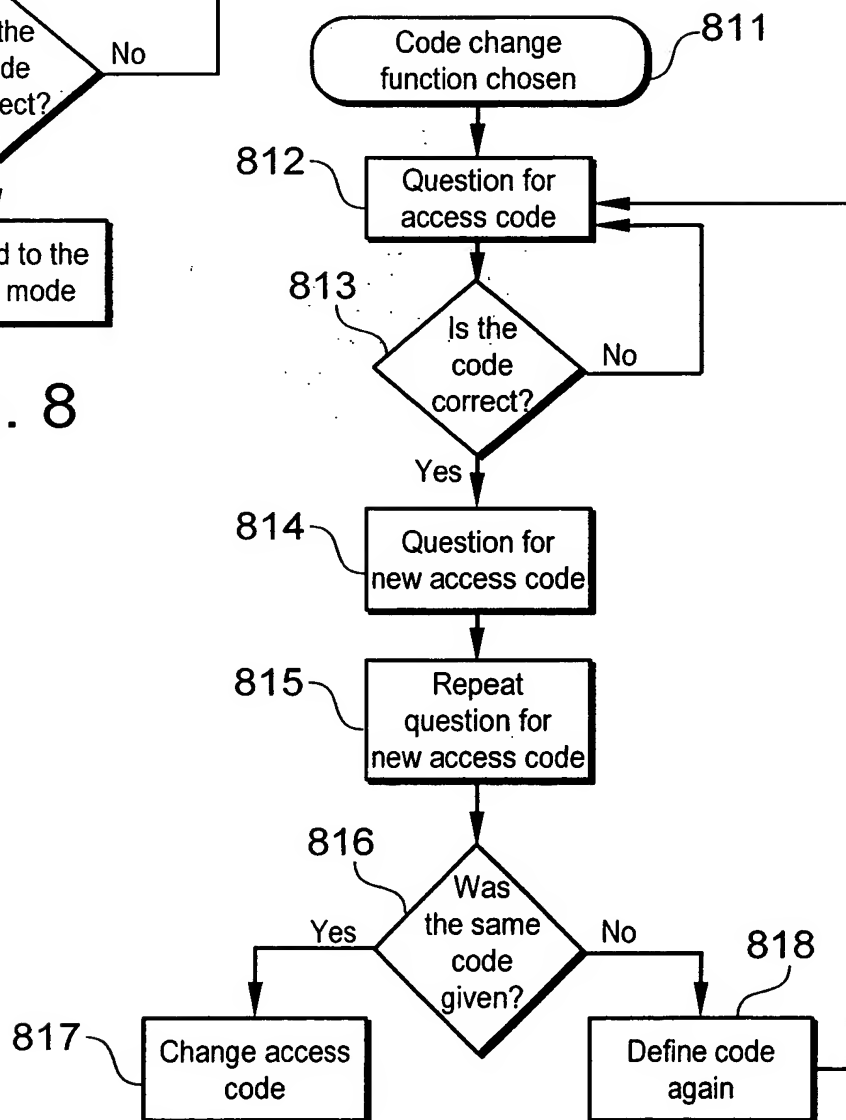 the
de
ect?
No
d to the
mode
. 8
Code change
function chosen
811
812
Question for
access code
813
Is the
code
correct?
No
Yes
814
Question for
new access code
815
Repeat
question for
new access code
816
Was
the same
code
given?
Yes
No
817
Change access
code
818
Define code
again